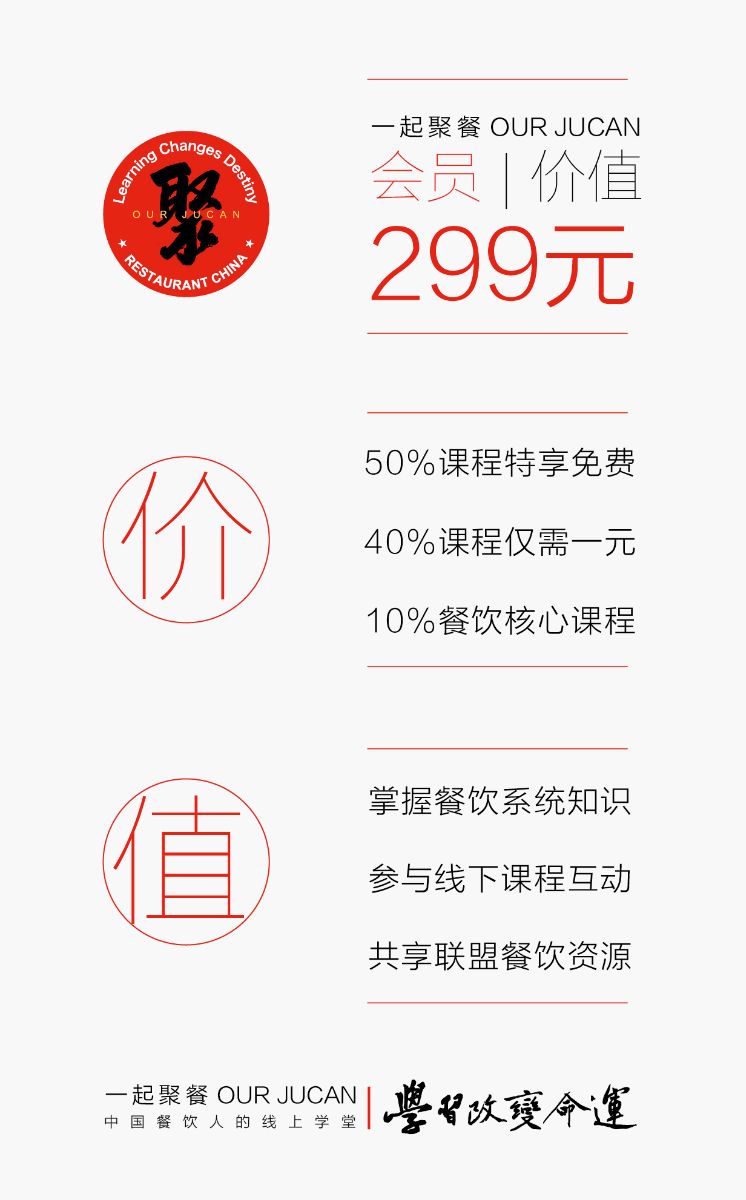 Learning Changes Destiny
聚
OUR JUCAN
★ RESTAURANT CHINA ★
一起聚餐 OUR JUCAN
会员 | 价值
299元
价
50%课程特享免费
40%课程仅需一元
10%餐饮核心课程
值
掌握餐饮系统知识
参与线下课程互动
共享联盟餐饮资源
一起聚餐 OUR JUCAN
中国餐饮人的线上学堂
學習改變命運